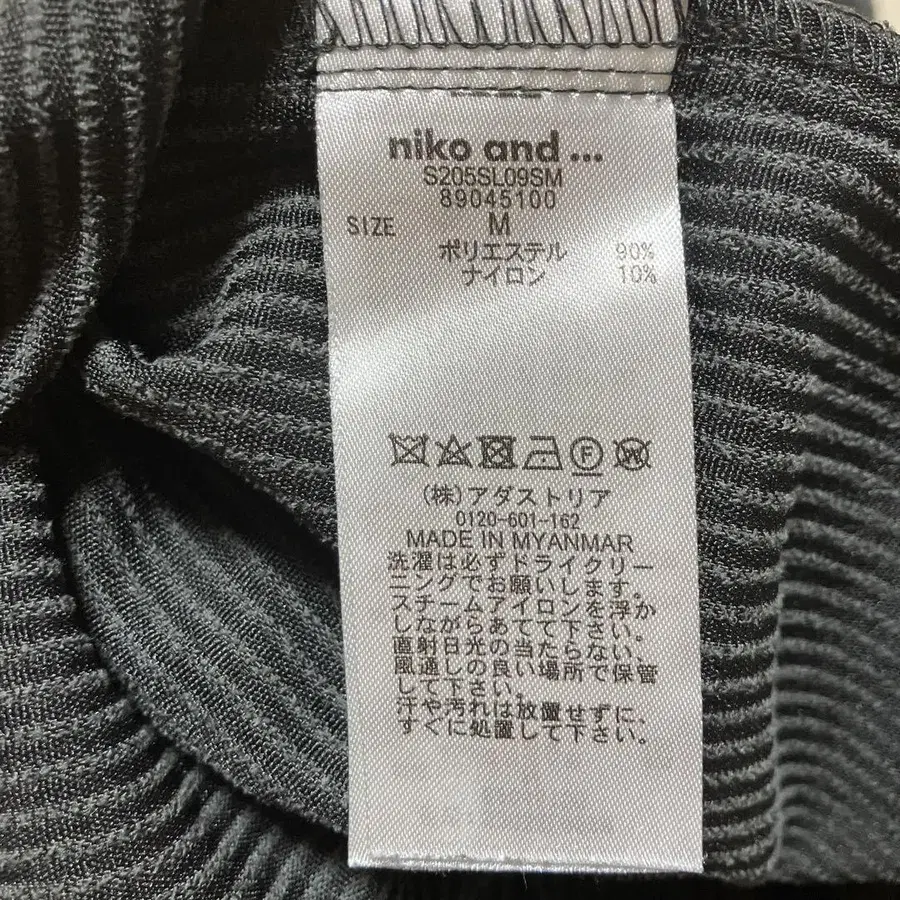 niko and ...
S205SL09SM
89045100
SIZE M
ポリエステル 90%
ナイロン 10%
F W
(株)アダストリア
0120-601-162
MADE IN MYANMAR
洗濯は必ずドライクリー
ニングでお願いします。
スチームアイロンを浮か
しながらあてて下さい。
直射日光の当たらない、
風通しの良い場所で保管
して下さい。
汗や汚れは放置せずに、
すぐに処置して下さい。